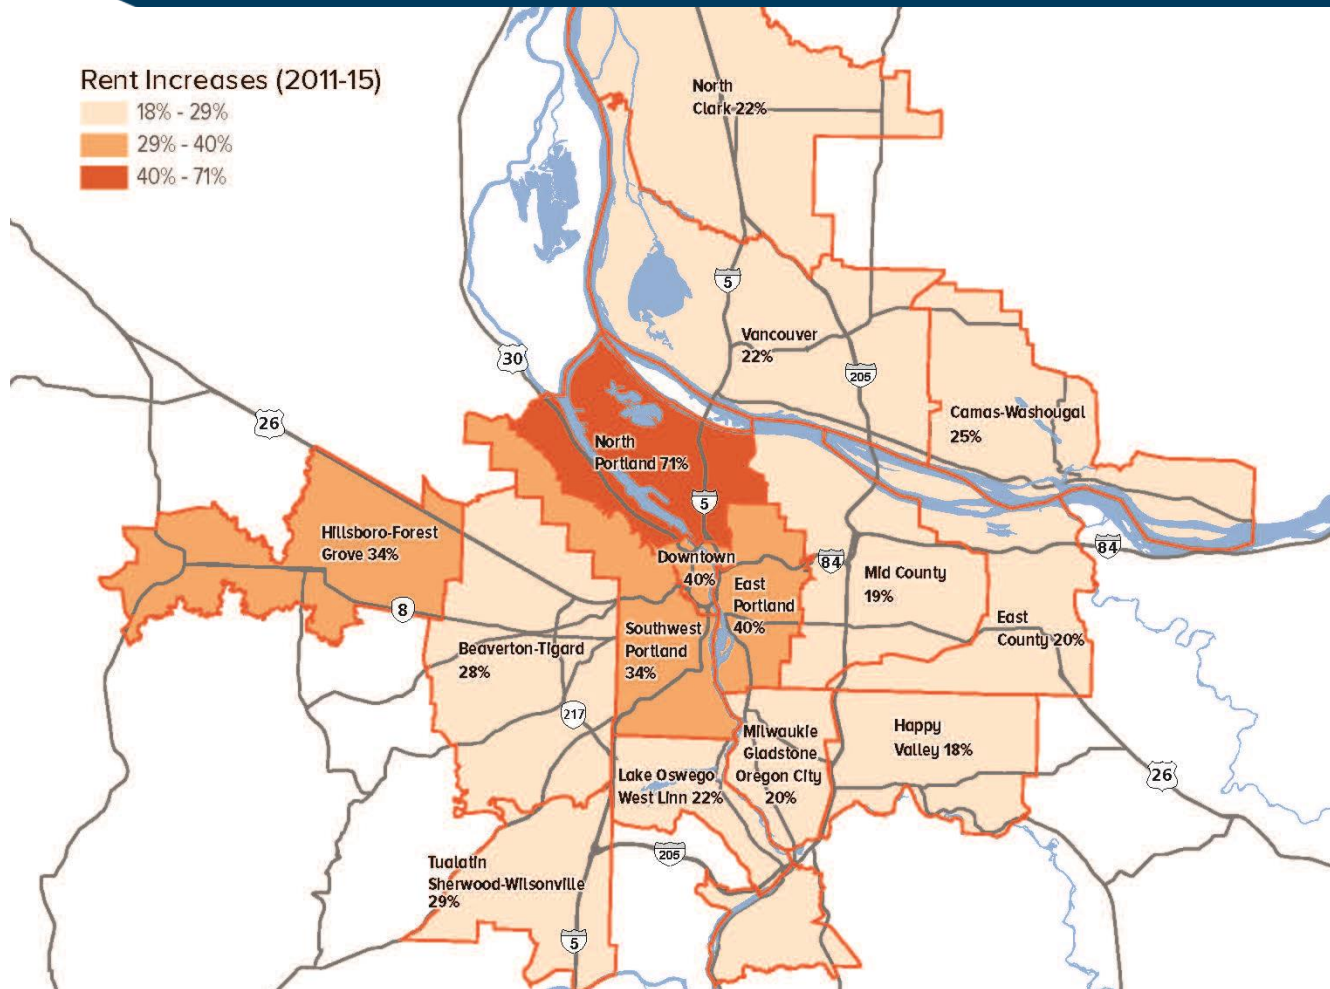 Rent Increases (2011-15)
18% - 29%
29% - 40%
40% - 71%
North
Clark 22%
5
Vancouver
22%
30
205
26
Camas-Washougal
25%
North
Portland 71%
5
Hillsboro-Forest
Grove 34%
Downtown
40%
84
84
Mid County
19%
East
Portland
40%
8
East
County 20%
Southwest
Portland
34%
Beaverton-Tigard
28%
217
Happy
Valley 18%
Milwaukie
Gladstone
Oregon City
20%
Lake Oswego
West Linn 22%
26
205
Tualatin
Sherwood-Wilsonville
29%
5